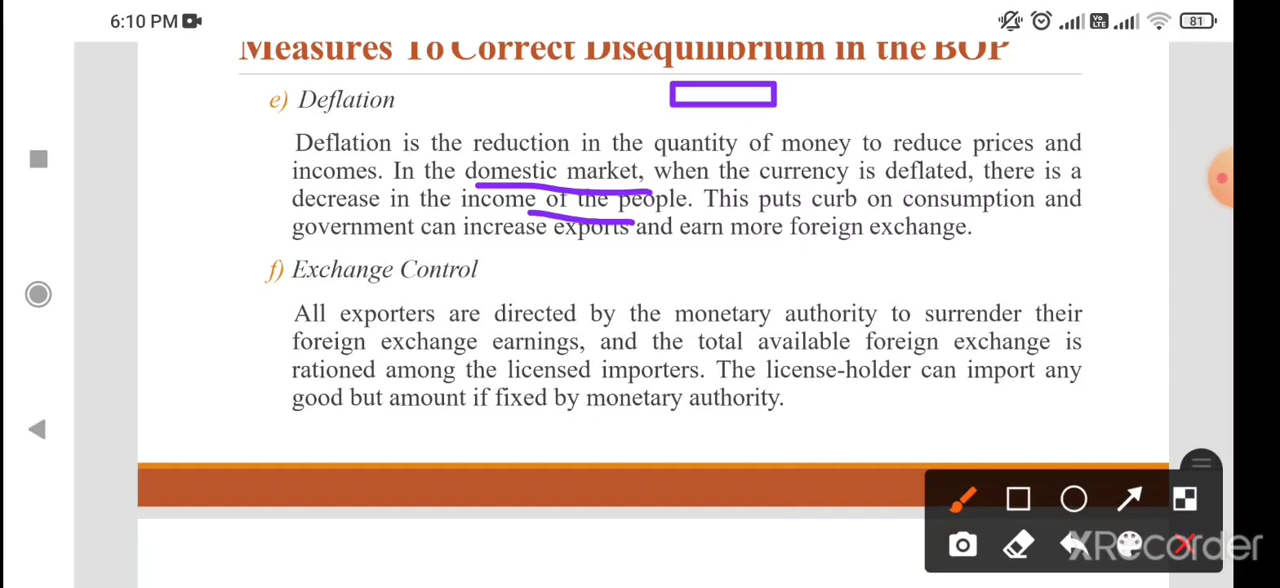 6:10 PM
Vo LTE
81
Measures To Correct Disequilibrium in the BOP
e) Deflation
Deflation is the reduction in the quantity of money to reduce prices and
incomes. In the domestic market, when the currency is deflated, there is a
decrease in the income of the people. This puts curb on consumption and
government can increase exports and earn more foreign exchange.
f) Exchange Control
All exporters are directed by the monetary authority to surrender their
foreign exchange earnings, and the total available foreign exchange is
rationed among the licensed importers. The license-holder can import any
good but amount if fixed by monetary authority.
XRecorder